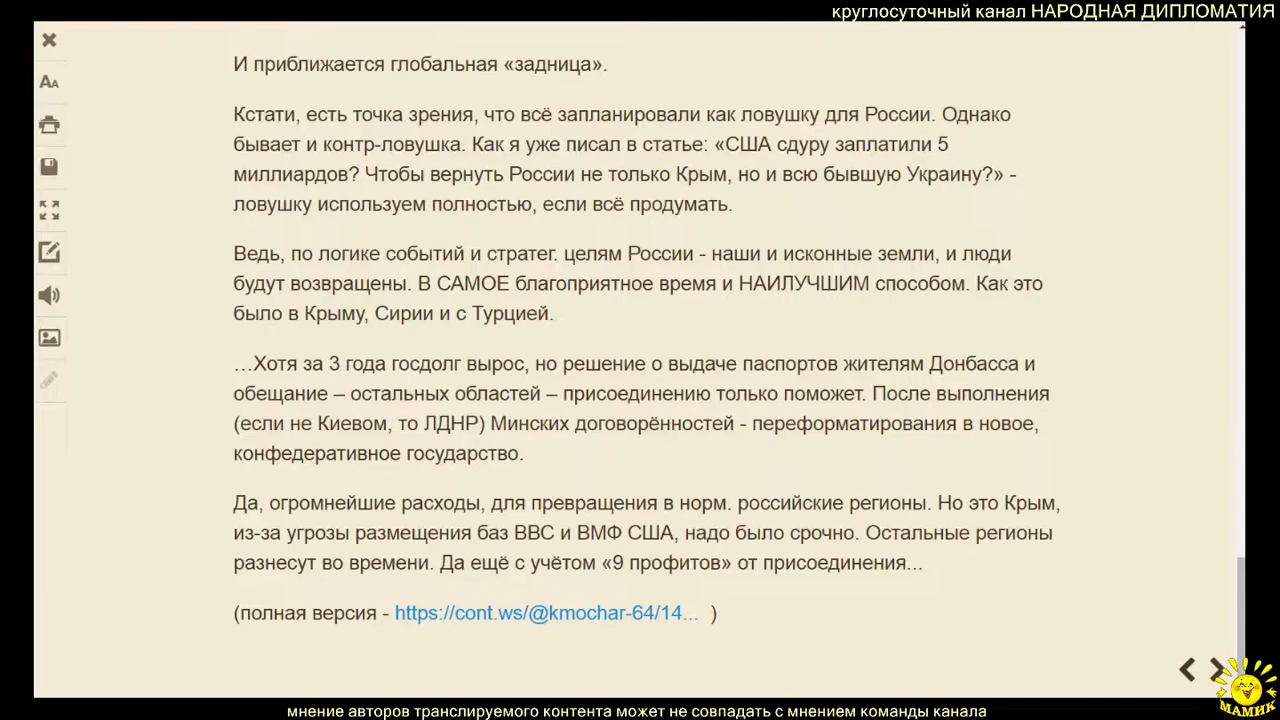 круглосуточный канал НАРОДНАЯ ДИПЛОМАТИЯ
И приближается глобальная «задница».
Кстати, есть точка зрения, что всё запланировали как ловушку для России. Однако
бывает и контр-ловушка. Как я уже писал в статье: «США сдуру заплатили 5
миллиардов? Чтобы вернуть России не только Крым, но и всю бывшую Украину?» -
ловушку используем полностью, если всё продумать.
Ведь, по логике событий и стратег. целям России - наши и исконные земли, и люди
будут возвращены. В САМОЕ благоприятное время и НАИЛУЧШИМ способом. Как это
было в Крыму, Сирии и с Турцией.
…Хотя за 3 года госдолг вырос, но решение о выдаче паспортов жителям Донбасса и
обещание – остальных областей – присоединению только поможет. После выполнения
(если не Киевом, то ЛДНР) Минских договорённостей - переформатирования в новое,
конфедеративное государство.
Да, огромнейшие расходы, для превращения в норм. российские регионы. Но это Крым,
из-за угрозы размещения баз ВВС и ВМФ США, надо было срочно. Остальные регионы
разнесут во времени. Да ещё с учётом «9 профитов» от присоединения...
(полная версия - https://cont.ws/@kmochar-64/14... )
МАМИК
мнение авторов транслируемого контента может не совпадать с мнением команды канала